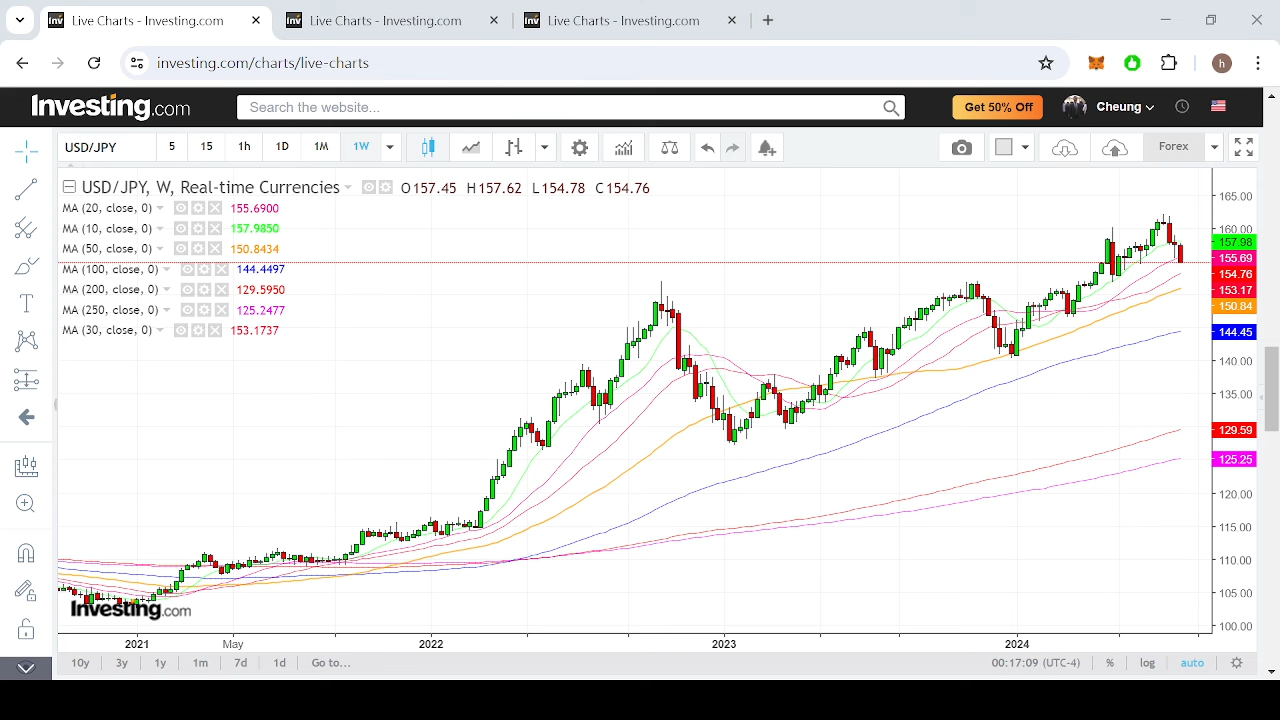 Live Charts - Investing.com
Live Charts - Investing.com
Live Charts - Investing.com
investing.com/charts/live-charts
h
Investing.com
Search the website...
Get 50% Off
Cheung
USD/JPY
5
15
1h
1D
1M
1W
Forex
USD/JPY, W, Real-time Currencies
O157.45 H157.62 L154.78 C154.76
MA (20, close, 0) 155.6900
MA (10, close, 0) 157.9850
MA (50, close, 0) 150.8434
MA (100, close, 0) 144.4497
MA (200, close, 0) 129.5950
MA (250, close, 0) 125.2477
MA (30, close, 0) 153.1737
165.00
160.00
157.98
155.69
154.76
153.17
150.84
144.45
140.00
135.00
129.59
125.25
120.00
115.00
110.00
105.00
100.00
Investing.com
2021
May
2022
2023
2024
10y
3y
1y
1m
7d
1d
Go to...
00:17:09 (UTC-4)
%
log
auto